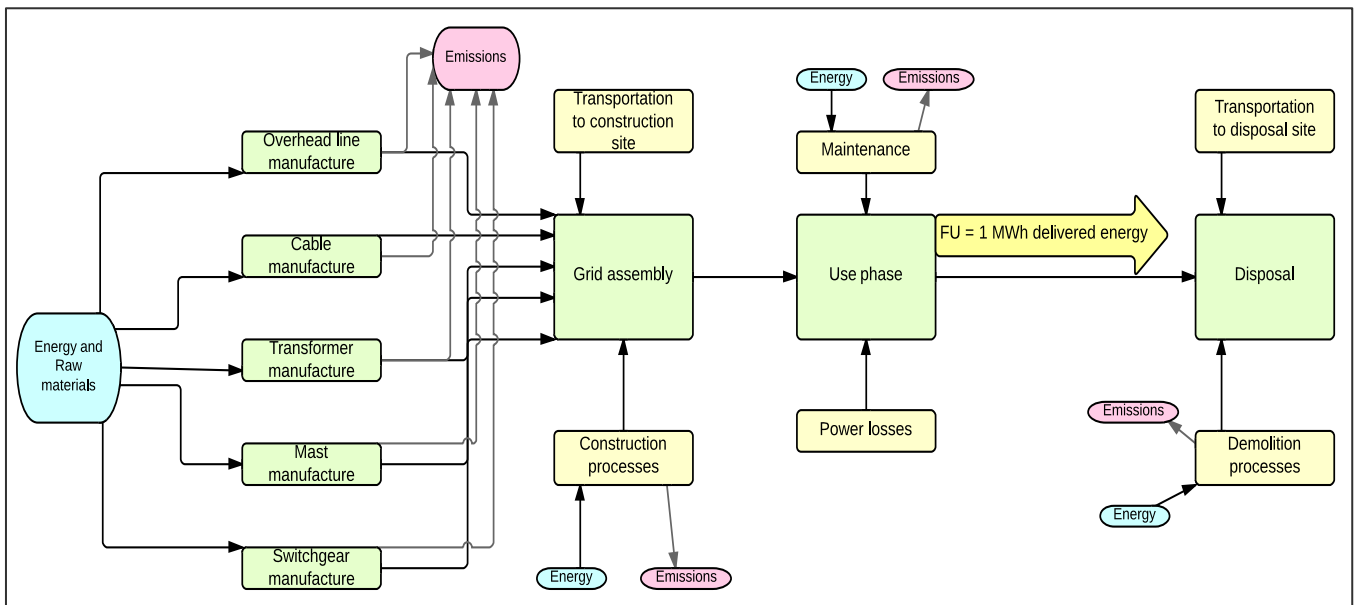 Emissions
Transportation
to construction
site
Energy
Emissions
Transportation
to disposal site
Overhead line
manufacture
Maintenance
Cable
manufacture
Grid assembly
Use phase
FU = 1 MWh delivered energy
Disposal
Energy and
Raw
materials
Transformer
manufacture
Mast
manufacture
Construction
processes
Power losses
Emissions
Demolition
processes
Energy
Switchgear
manufacture
Energy
Emissions